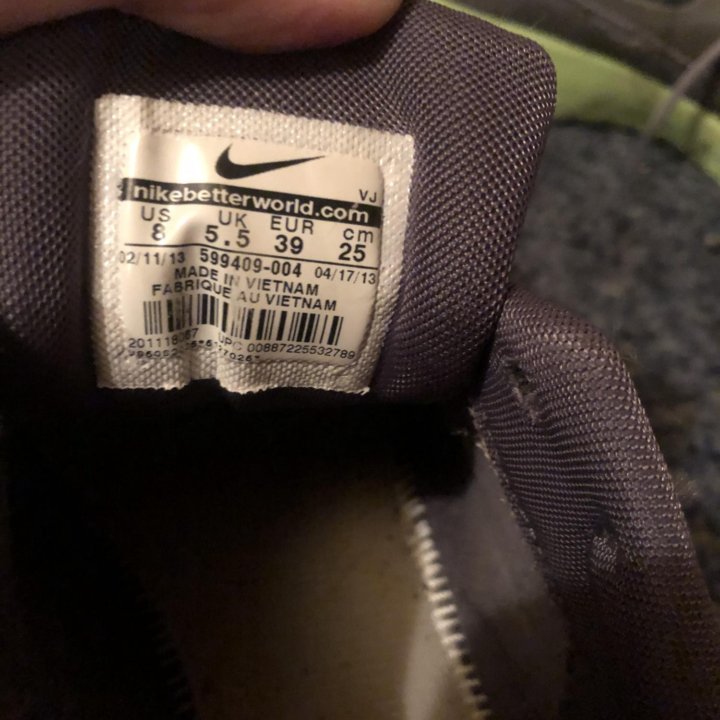 VJ
nikebetterworld.com
US UK EUR cm
8 5.5 39 25
02/11/13 599409-004 04/17/13
MADE IN VIETNAM
FABRIQUE AU VIETNAM
UPC 00887225532789